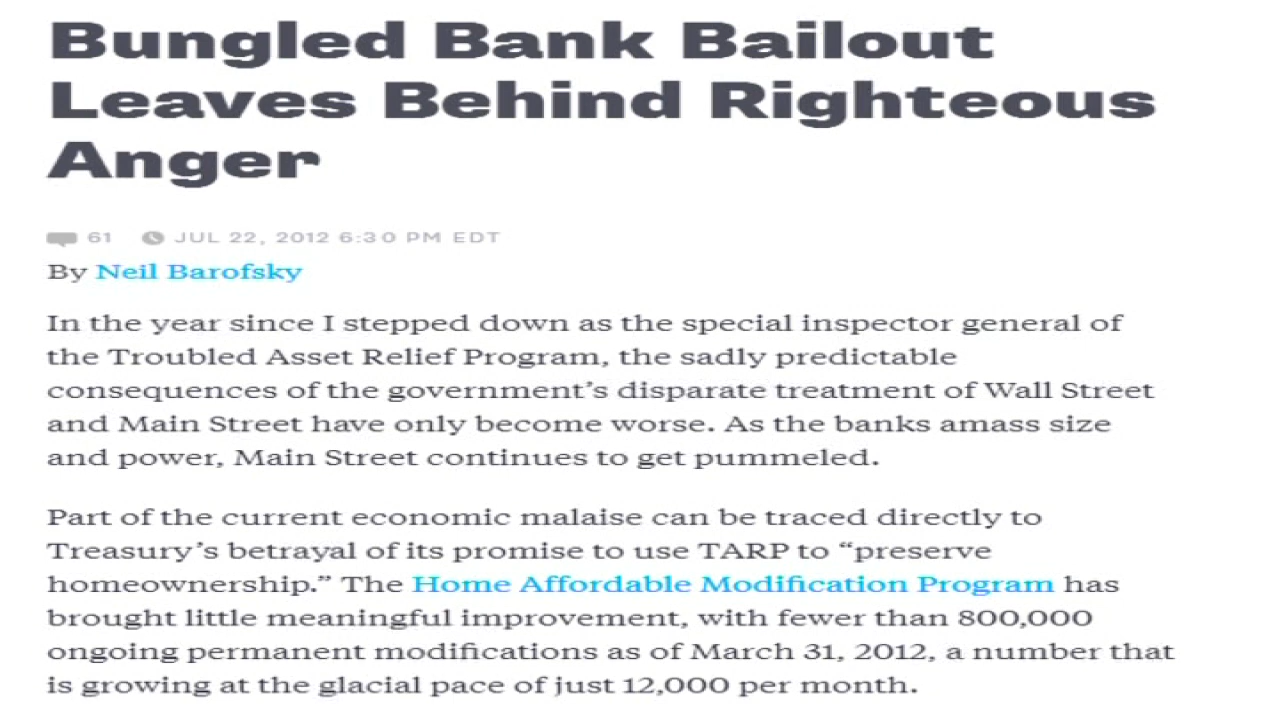 Bungled Bank Bailout
Leaves Behind Righteous
Anger
61 JUL 22, 2012 6:30 PM EDT
By Neil Barofsky
In the year since I stepped down as the special inspector general of
the Troubled Asset Relief Program, the sadly predictable
consequences of the government’s disparate treatment of Wall Street
and Main Street have only become worse. As the banks amass size
and power, Main Street continues to get pummeled.
Part of the current economic malaise can be traced directly to
Treasury’s betrayal of its promise to use TARP to “preserve
homeownership.” The Home Affordable Modification Program has
brought little meaningful improvement, with fewer than 800,000
ongoing permanent modifications as of March 31, 2012, a number that
is growing at the glacial pace of just 12,000 per month.